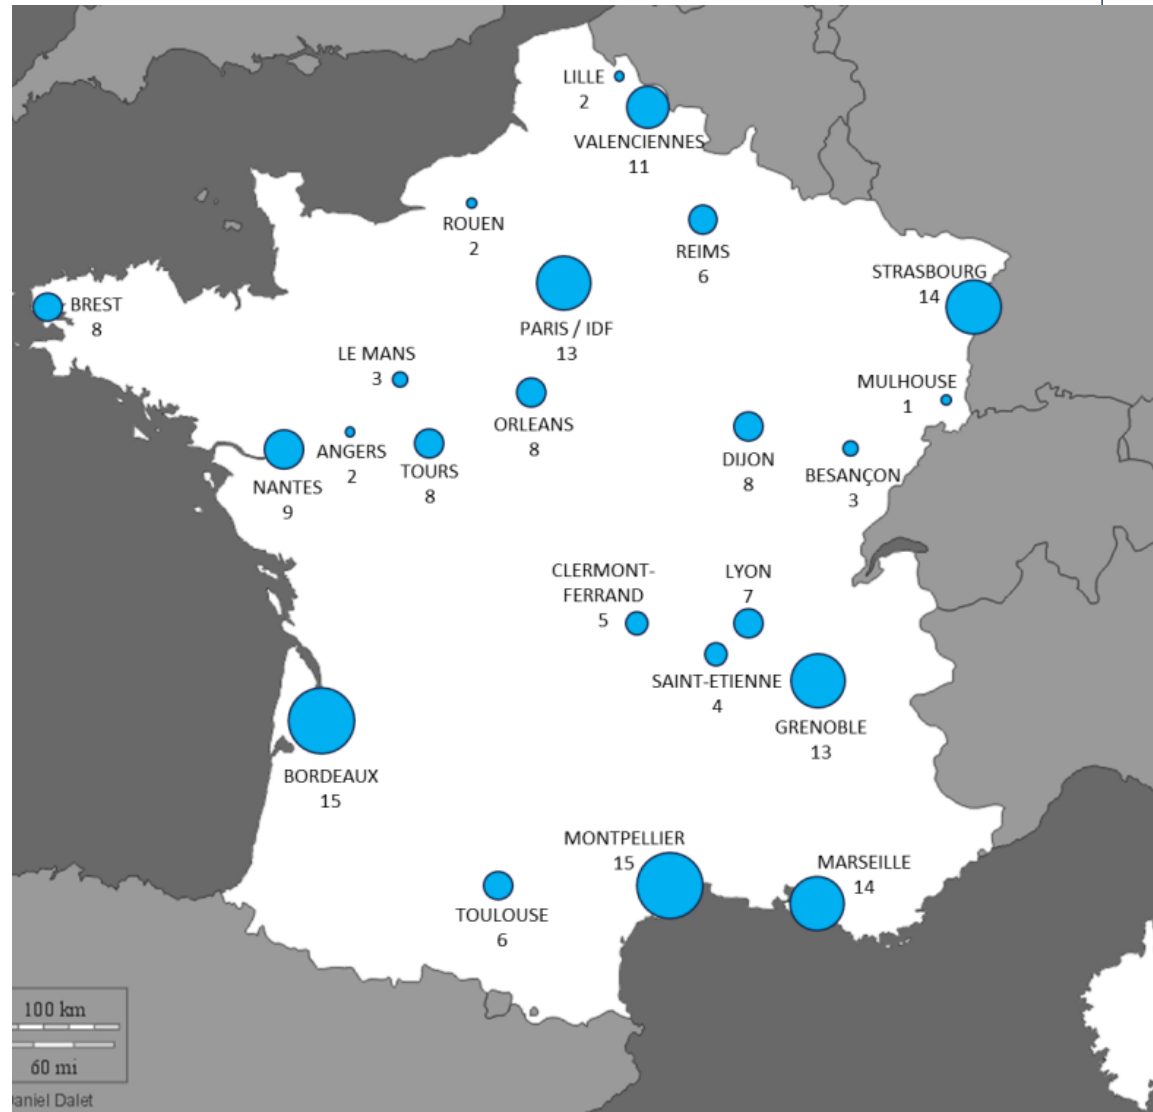 LILLE
2
VALENCIENNES
11
ROUEN
2
REIMS
6
STRASBOURG
14
BREST
8
PARIS / IDF
13
LE MANS
3
MULHOUSE
1
ORLEANS
8
ANGERS
2
TOURS
8
DIJON
8
BESANÇON
3
NANTES
9
CLERMONT-
FERRAND
5
LYON
7
SAINT-ETIENNE
4
GRENOBLE
13
BORDEAUX
15
MONTPELLIER
15
MARSEILLE
14
TOULOUSE
6
100 km
60 mi
aniel Dalet